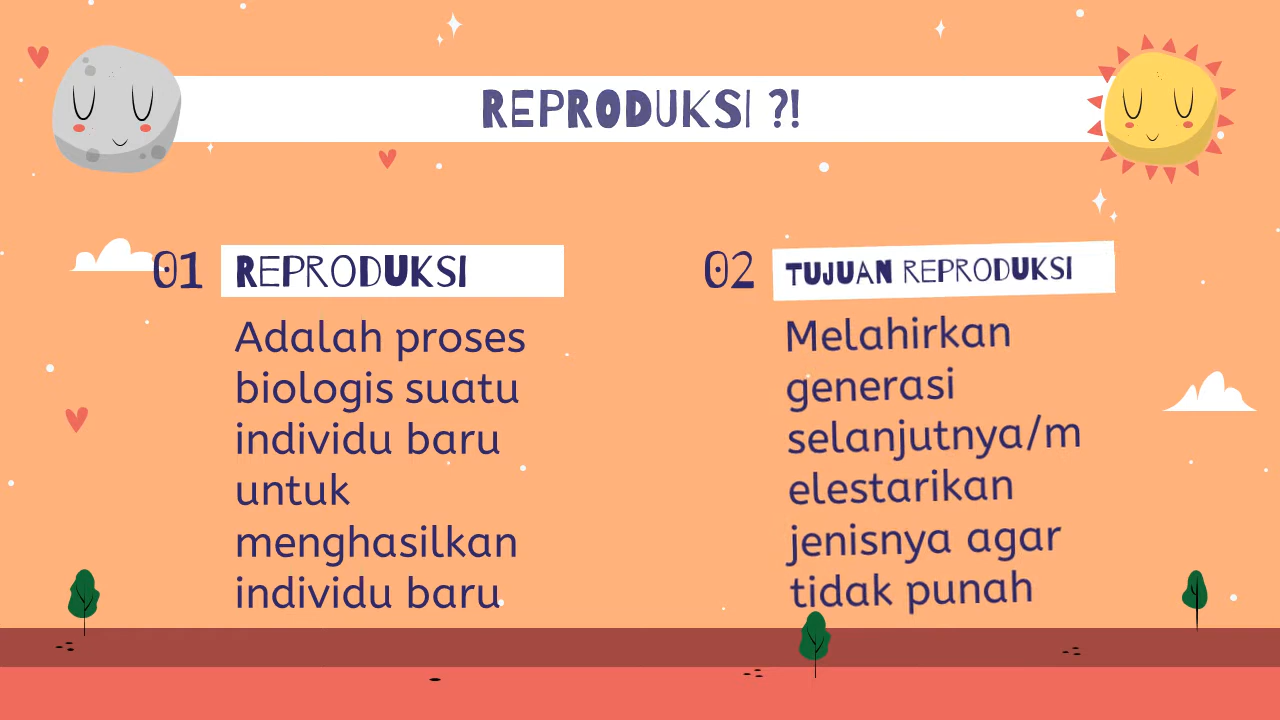 REPRODUKSI ?!
01 REPRODUKSI
Adalah proses
biologis suatu
individu baru
untuk
menghasilkan
individu baru
02 TUJUAN REPRODUKSI
Melahirkan
generasi
selanjutnya/m
elestarikan
jenisnya agar
tidak punah